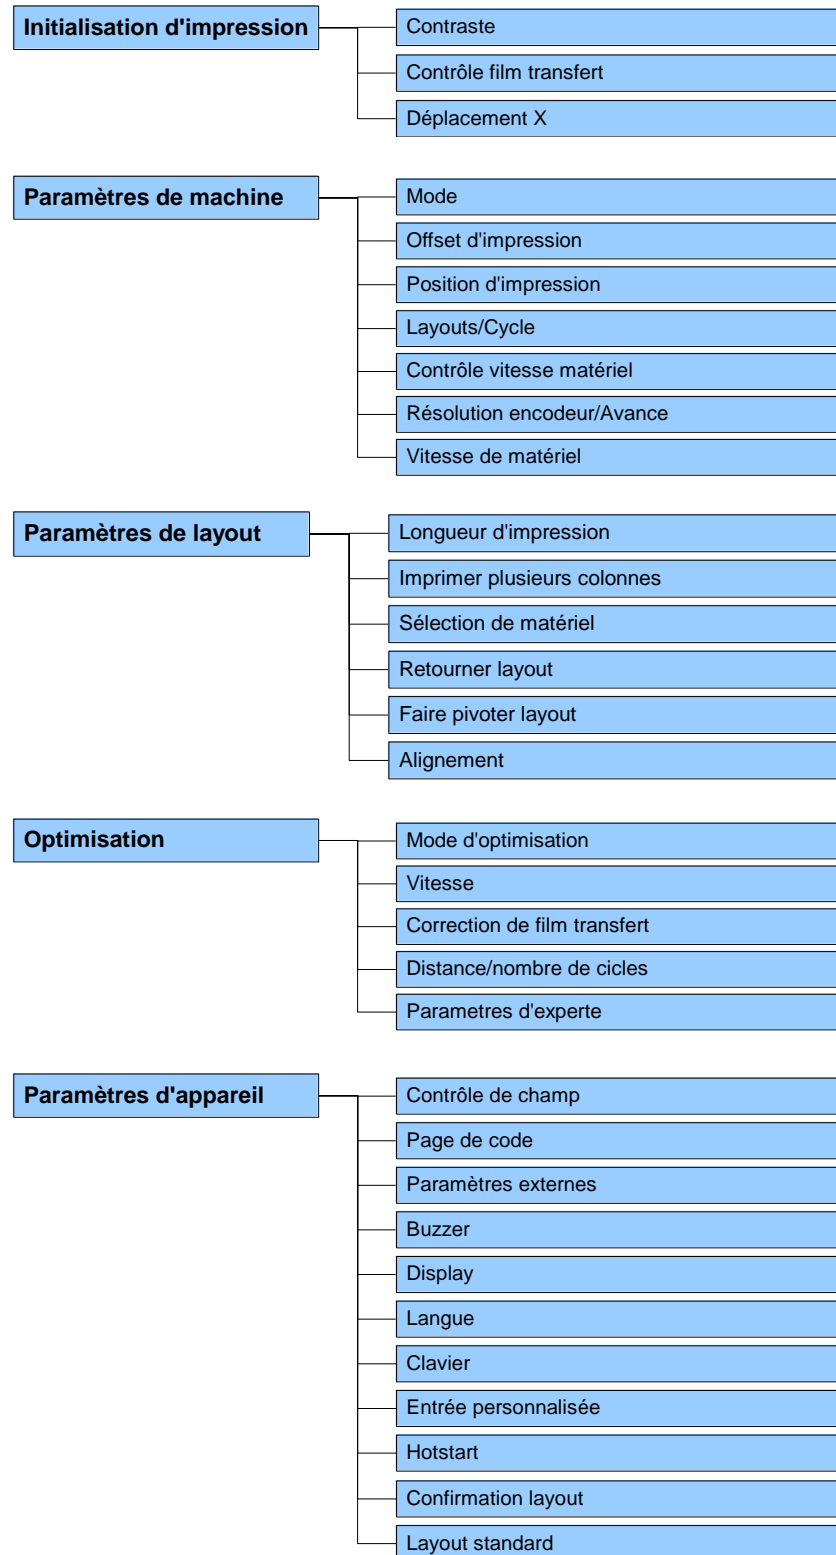 Initialisation d'impression
Contraste
Contrôle film transfert
Déplacement X
Paramètres de machine
Mode
Offset d'impression
Position d'impression
Layouts/Cycle
Contrôle vitesse matériel
Résolution encodeur/Avance
Vitesse de matériel
Paramètres de layout
Longueur d'impression
Imprimer plusieurs colonnes
Sélection de matériel
Retourner layout
Faire pivoter layout
Alignement
Optimisation
Mode d'optimisation
Vitesse
Correction de film transfert
Distance/nombre de cicles
Parametres d'experte
Paramètres d'appareil
Contrôle de champ
Page de code
Paramètres externes
Buzzer
Display
Langue
Clavier
Entrée personnalisée
Hotstart
Confirmation layout
Layout standard